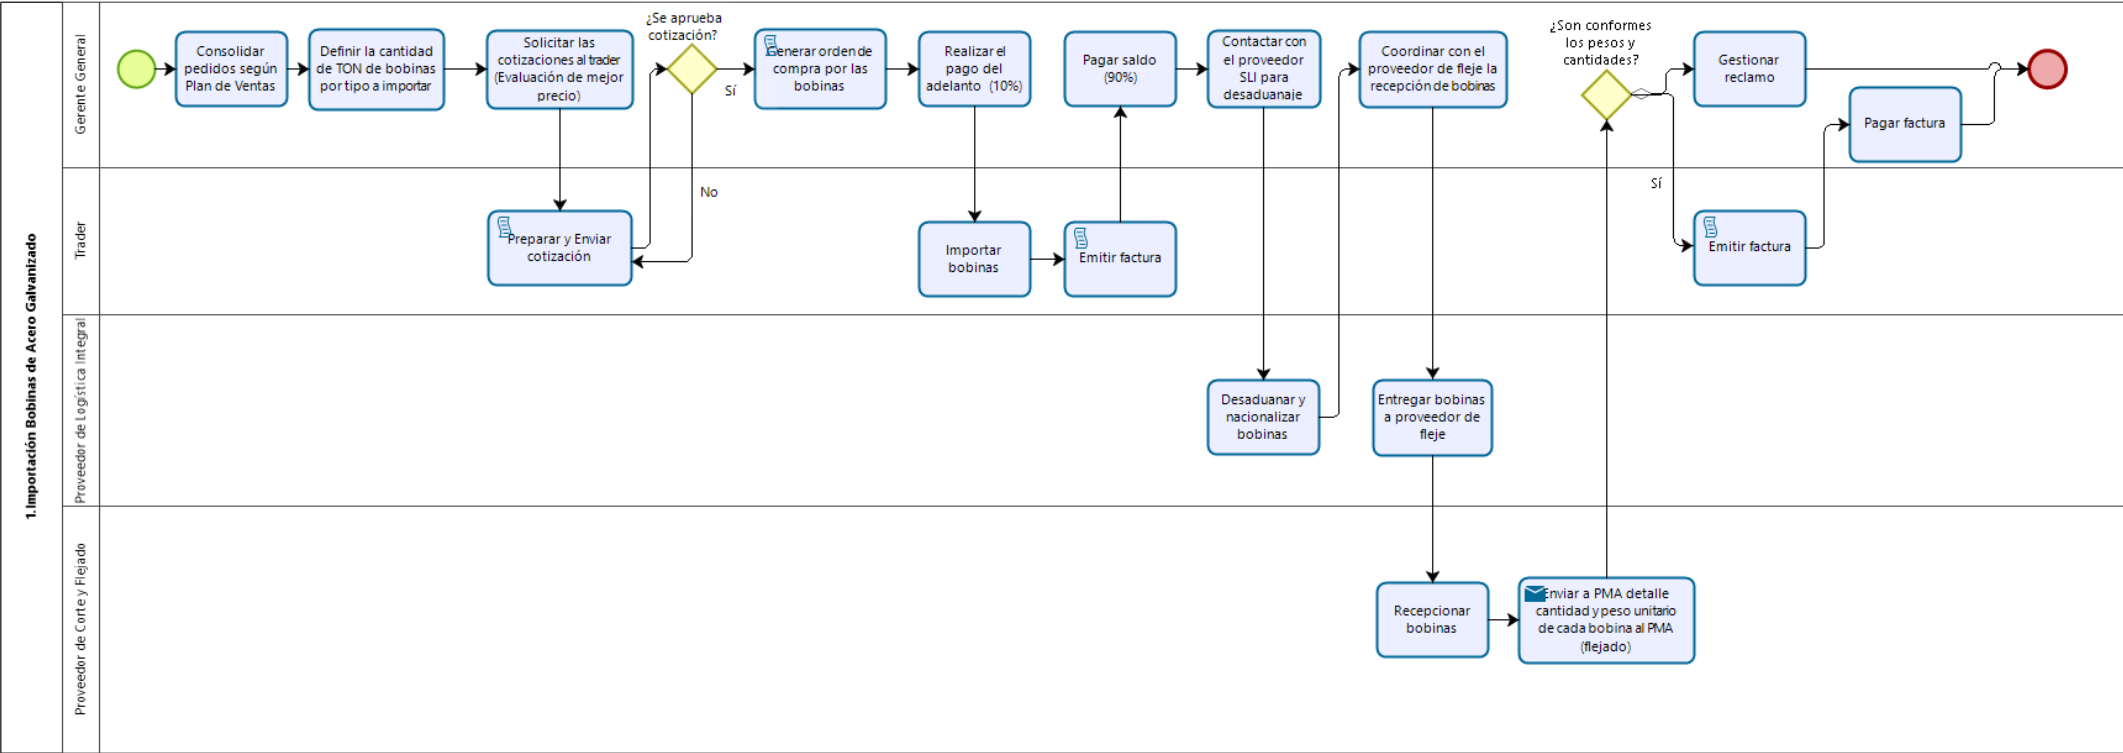 1.Importación Bobinas de Acero Galvanizado
Gerente General
Consolidar
pedidos según
Plan de Ventas
Definir la cantidad
de TON de bobinas
por tipo a importar
Solicitar las
cotizaciones al trader
(Evaluación de mejor
precio)
¿Se aprueba
cotización?
Sí
No
Generar orden de
compra por las
bobinas
Realizar el
pago del
adelanto (10%)
Pagar saldo
(90%)
Contactar con
el proveedor
SLI para
desaduanaje
Coordinar con el
proveedor de fleje la
recepción de bobinas
¿Son conformes
los pesos y
cantidades?
Gestionar
reclamo
Pagar factura
Sí
Trader
Preparar y Enviar
cotización
Importar
bobinas
Emitir factura
Emitir factura
Proveedor de Logística Integral
Desaduanar y
nacionalizar
bobinas
Entregar bobinas
a proveedor de
fleje
Proveedor de Corte y Flejado
Recepcionar
bobinas
Enviar a PMA detalle
cantidad y peso unitario
de cada bobina al PMA
(flejado)